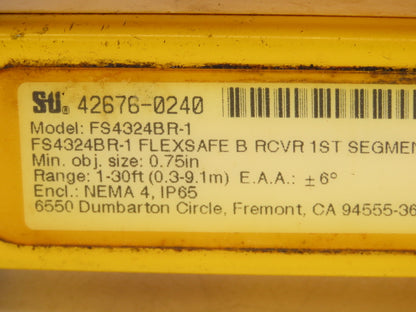 STI® 42676-0240
Model: FS4324BR-1
FS4324BR-1 FLEXSAFE B RCVR 1ST SEGMEN
Min. obj. size: 0.75in
Range: 1-30ft (0.3-9.1m) E.A.A.: ±6°
Encl.: NEMA 4, IP65
6550 Dumbarton Circle, Fremont, CA 94555-36